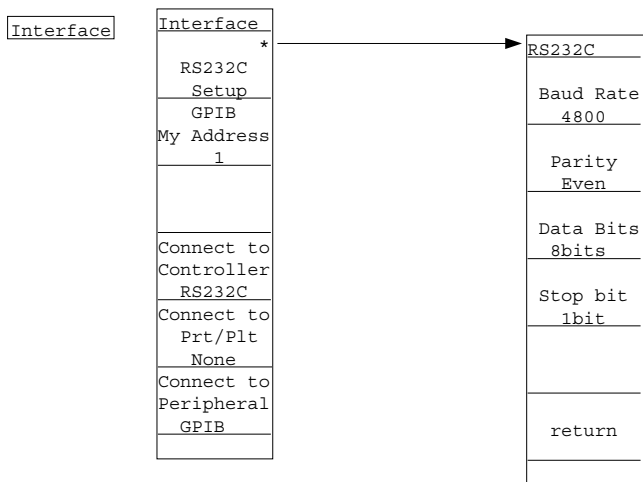 Interface
Interface
*
RS232C
Setup
GPIB
My Address
1
Connect to
Controller
RS232C
Connect to
Prt/Plt
None
Connect to
Peripheral
GPIB
RS232C
Baud Rate
4800
Parity
Even
Data Bits
8bits
Stop bit
1bit
return